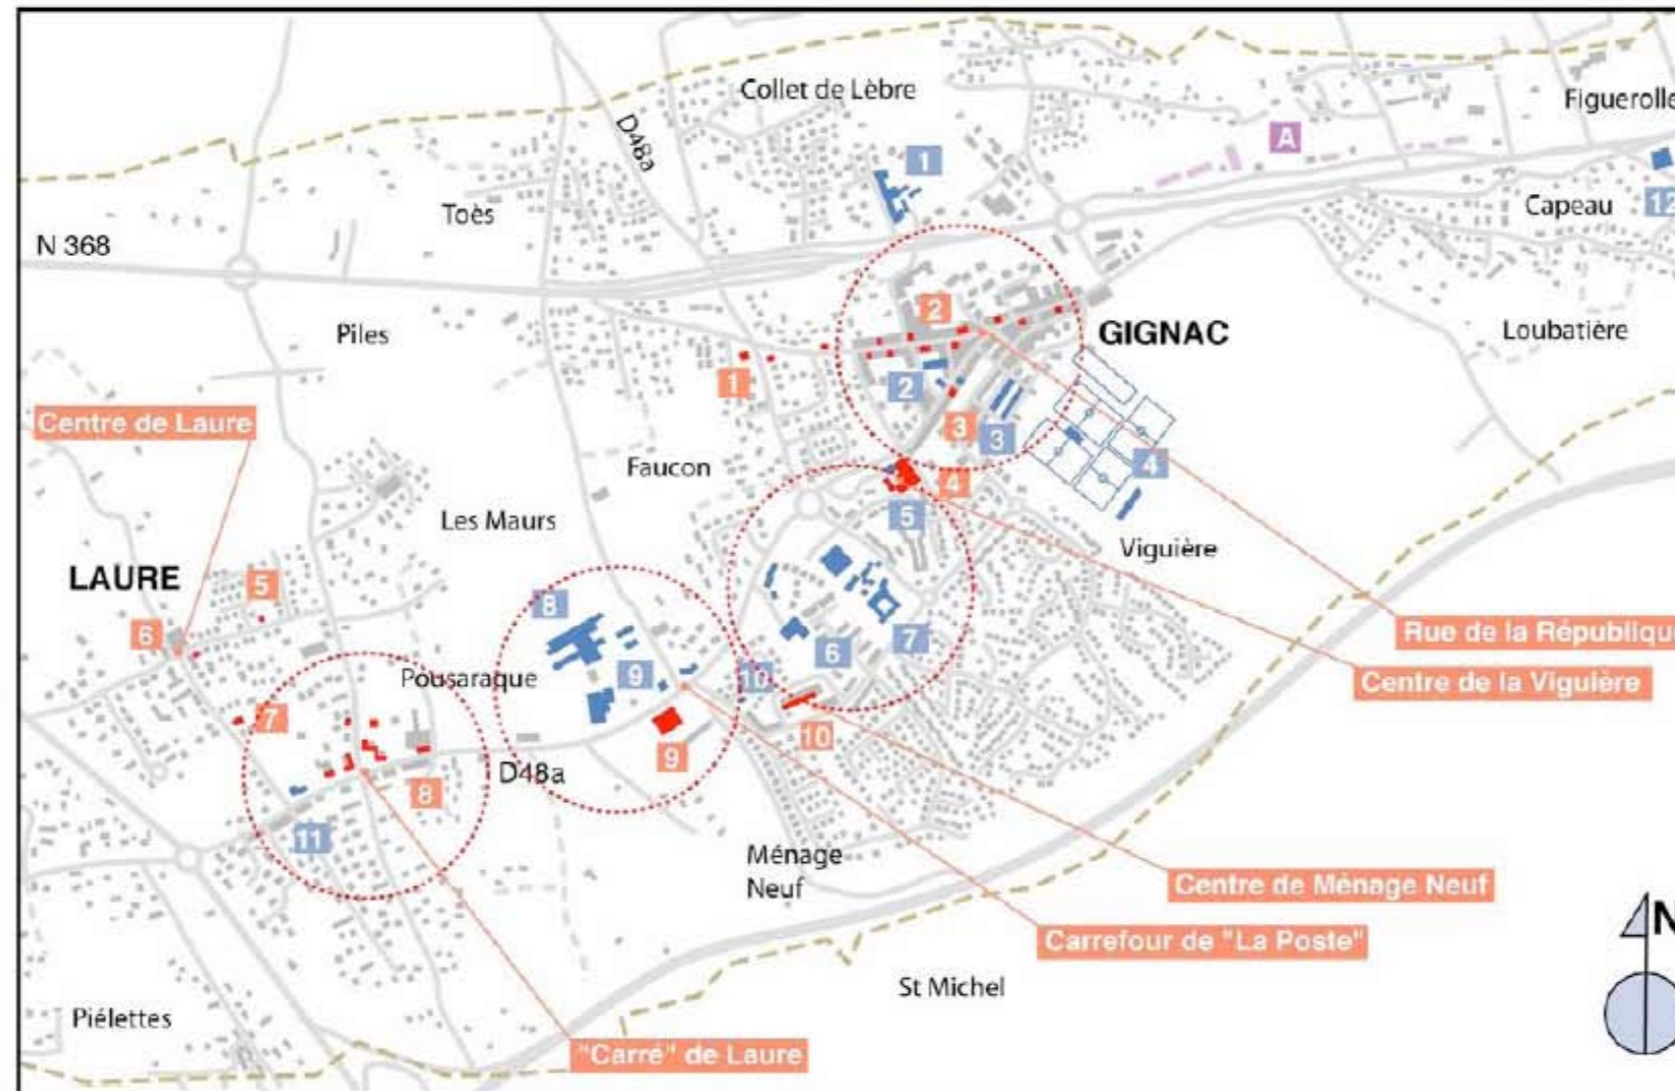 Collet de Lèbre
Figuerolle
D48a
A
1
12
Toès
Capeau
N 368
2
GIGNAC
Loubatière
Piles
1
2
3
3
4
Centre de Laure
Faucon
4
5
Les Maurs
Viguière
LAURE
5
6
8
Rue de la Républiqu
6
7
9
10
Centre de la Viguière
Pousaraque
7
10
9
D48a
8
11
Ménage
Neuf
Centre de Ménage Neuf
Carrefour de "La Poste"
N
St Michel
Piélettes
"Carré" de Laure